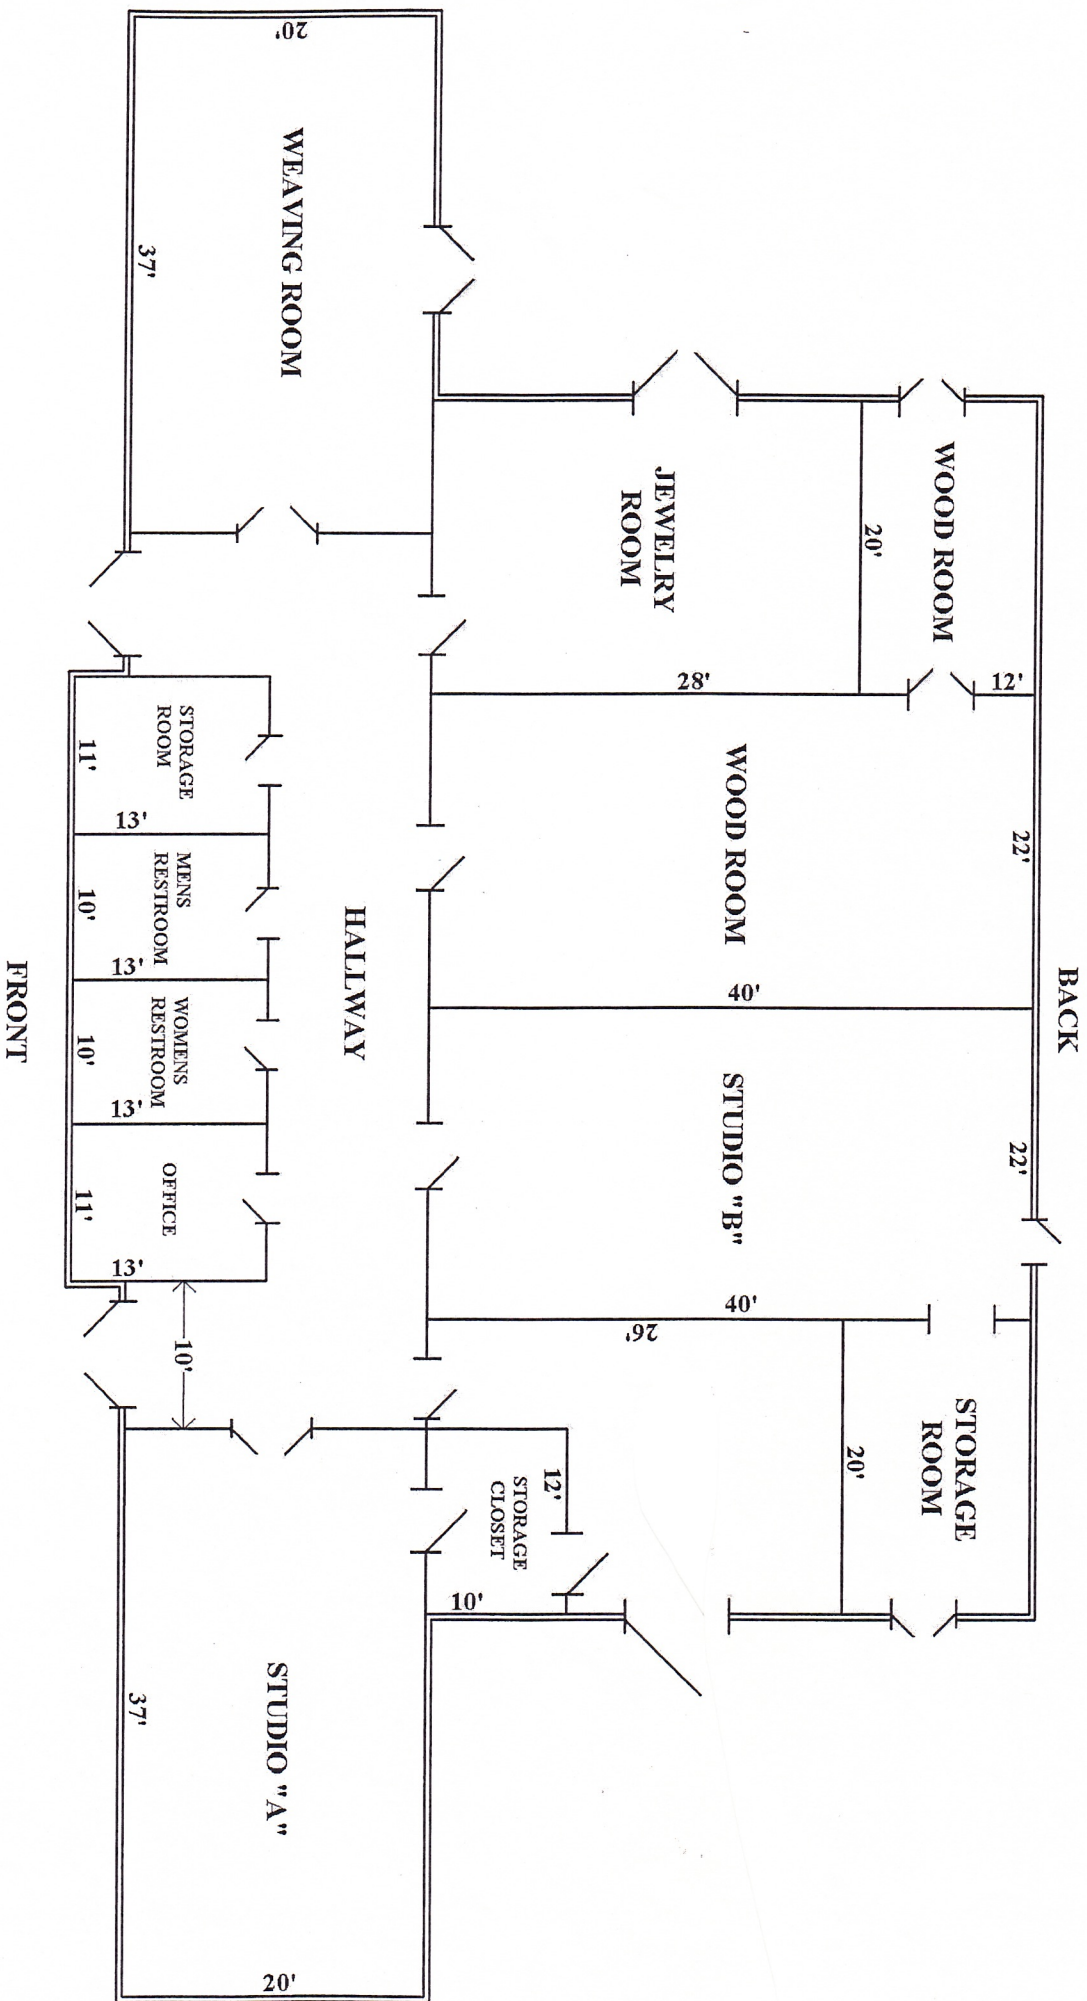 BACK
22'
22'
12'
WOOD ROOM
STORAGE
ROOM
20'
20'
28'
40'
40'
WOOD ROOM
STUDIO "B"
JEWELRY
ROOM
26'
12'
STORAGE
CLOSET
10'
HALLWAY
20'
WEAVING ROOM
37'
STORAGE
ROOM
11'
13'
MENS
RESTROOM
10'
13'
WOMENS
RESTROOM
10'
13'
OFFICE
11'
13'
10'
STUDIO "A"
37'
20'
FRONT